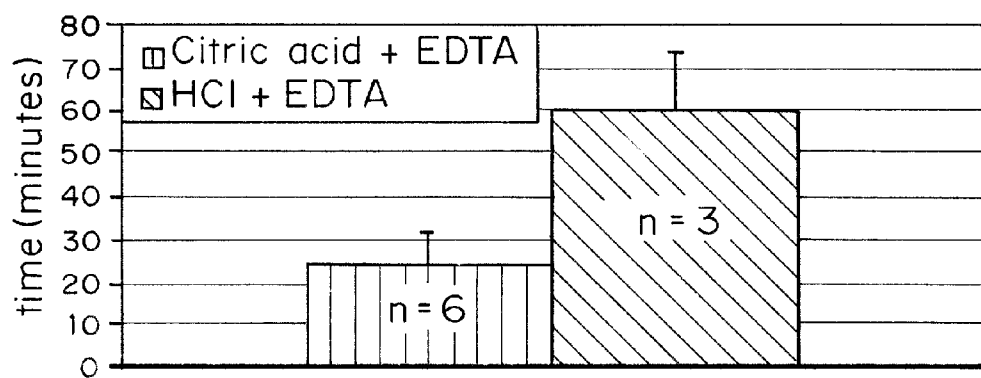 80
70
60
50
40
30
20
10
0
time (minutes)
Citric acid + EDTA
HCl + EDTA
n = 6
n = 3